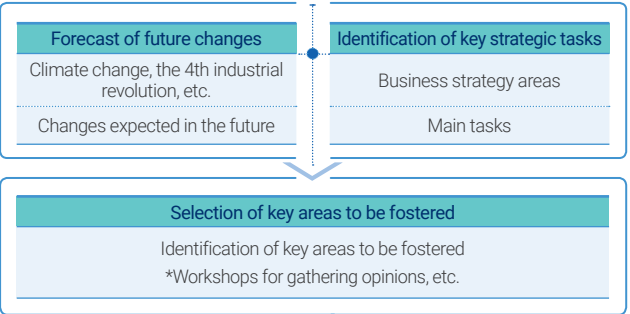 Forecast of future changes
Climate change, the 4th industrial
revolution, etc.
Changes expected in the future
Identification of key strategic tasks
Business strategy areas
Main tasks
Selection of key areas to be fostered
Identification of key areas to be fostered
*Workshops for gathering opinions, etc.